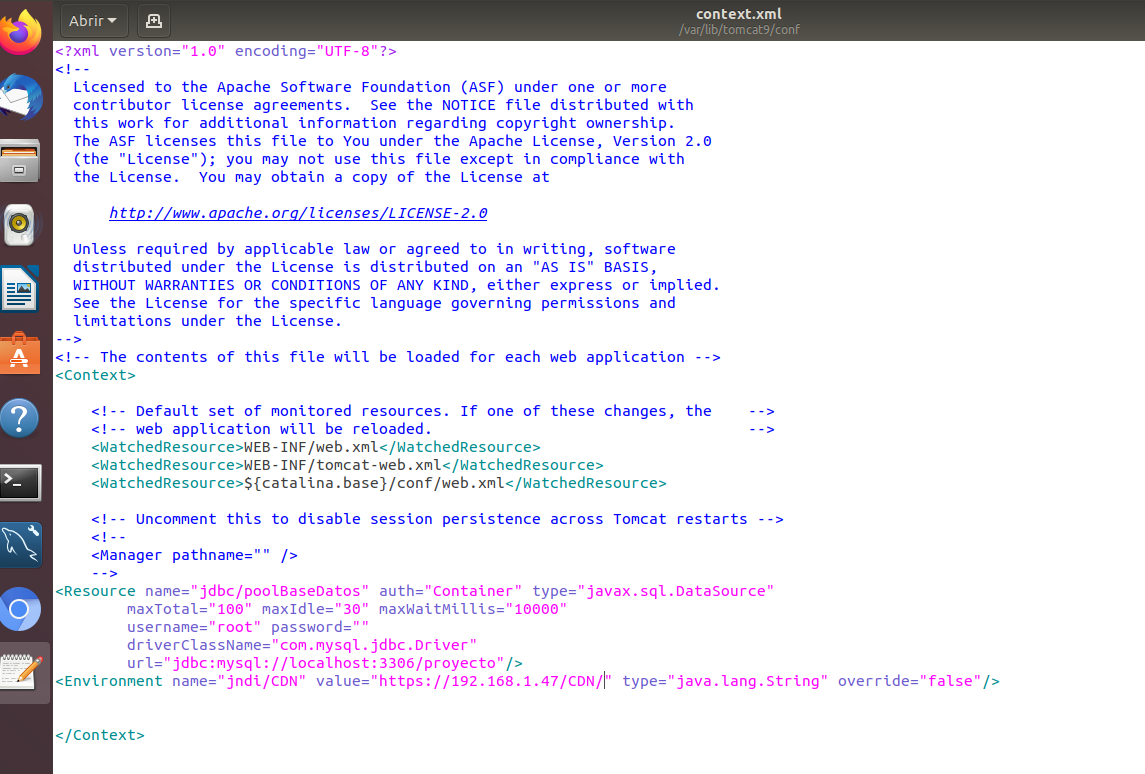 Abrir
context.xml
/var/lib/tomcat9/conf
<?xml version="1.0" encoding="UTF-8"?>
<!--
  Licensed to the Apache Software Foundation (ASF) under one or more
  contributor license agreements.  See the NOTICE file distributed with
  this work for additional information regarding copyright ownership.
  The ASF licenses this file to You under the Apache License, Version 2.0
  (the "License"); you may not use this file except in compliance with
  the License.  You may obtain a copy of the License at
      http://www.apache.org/licenses/LICENSE-2.0
  Unless required by applicable law or agreed to in writing, software
  distributed under the License is distributed on an "AS IS" BASIS,
  WITHOUT WARRANTIES OR CONDITIONS OF ANY KIND, either express or implied.
  See the License for the specific language governing permissions and
  limitations under the License.
-->
<!-- The contents of this file will be loaded for each web application -->
<Context>
    <!-- Default set of monitored resources. If one of these changes, the    -->
    <!-- web application will be reloaded.                                   -->
    <WatchedResource>WEB-INF/web.xml</WatchedResource>
    <WatchedResource>WEB-INF/tomcat-web.xml</WatchedResource>
    <WatchedResource>${catalina.base}/conf/web.xml</WatchedResource>
    <!-- Uncomment this to disable session persistence across Tomcat restarts -->
    <!--
    <Manager pathname="" />
    -->
<Resource name="jdbc/poolBaseDatos" auth="Container" type="javax.sql.DataSource"
        maxTotal="100" maxIdle="30" maxWaitMillis="10000"
        username="root" password=""
        driverClassName="com.mysql.jdbc.Driver"
        url="jdbc:mysql://localhost:3306/proyecto"/>
<Environment name="jndi/CDN" value="https://192.168.1.47/CDN/" type="java.lang.String" override="false"/>
</Context>